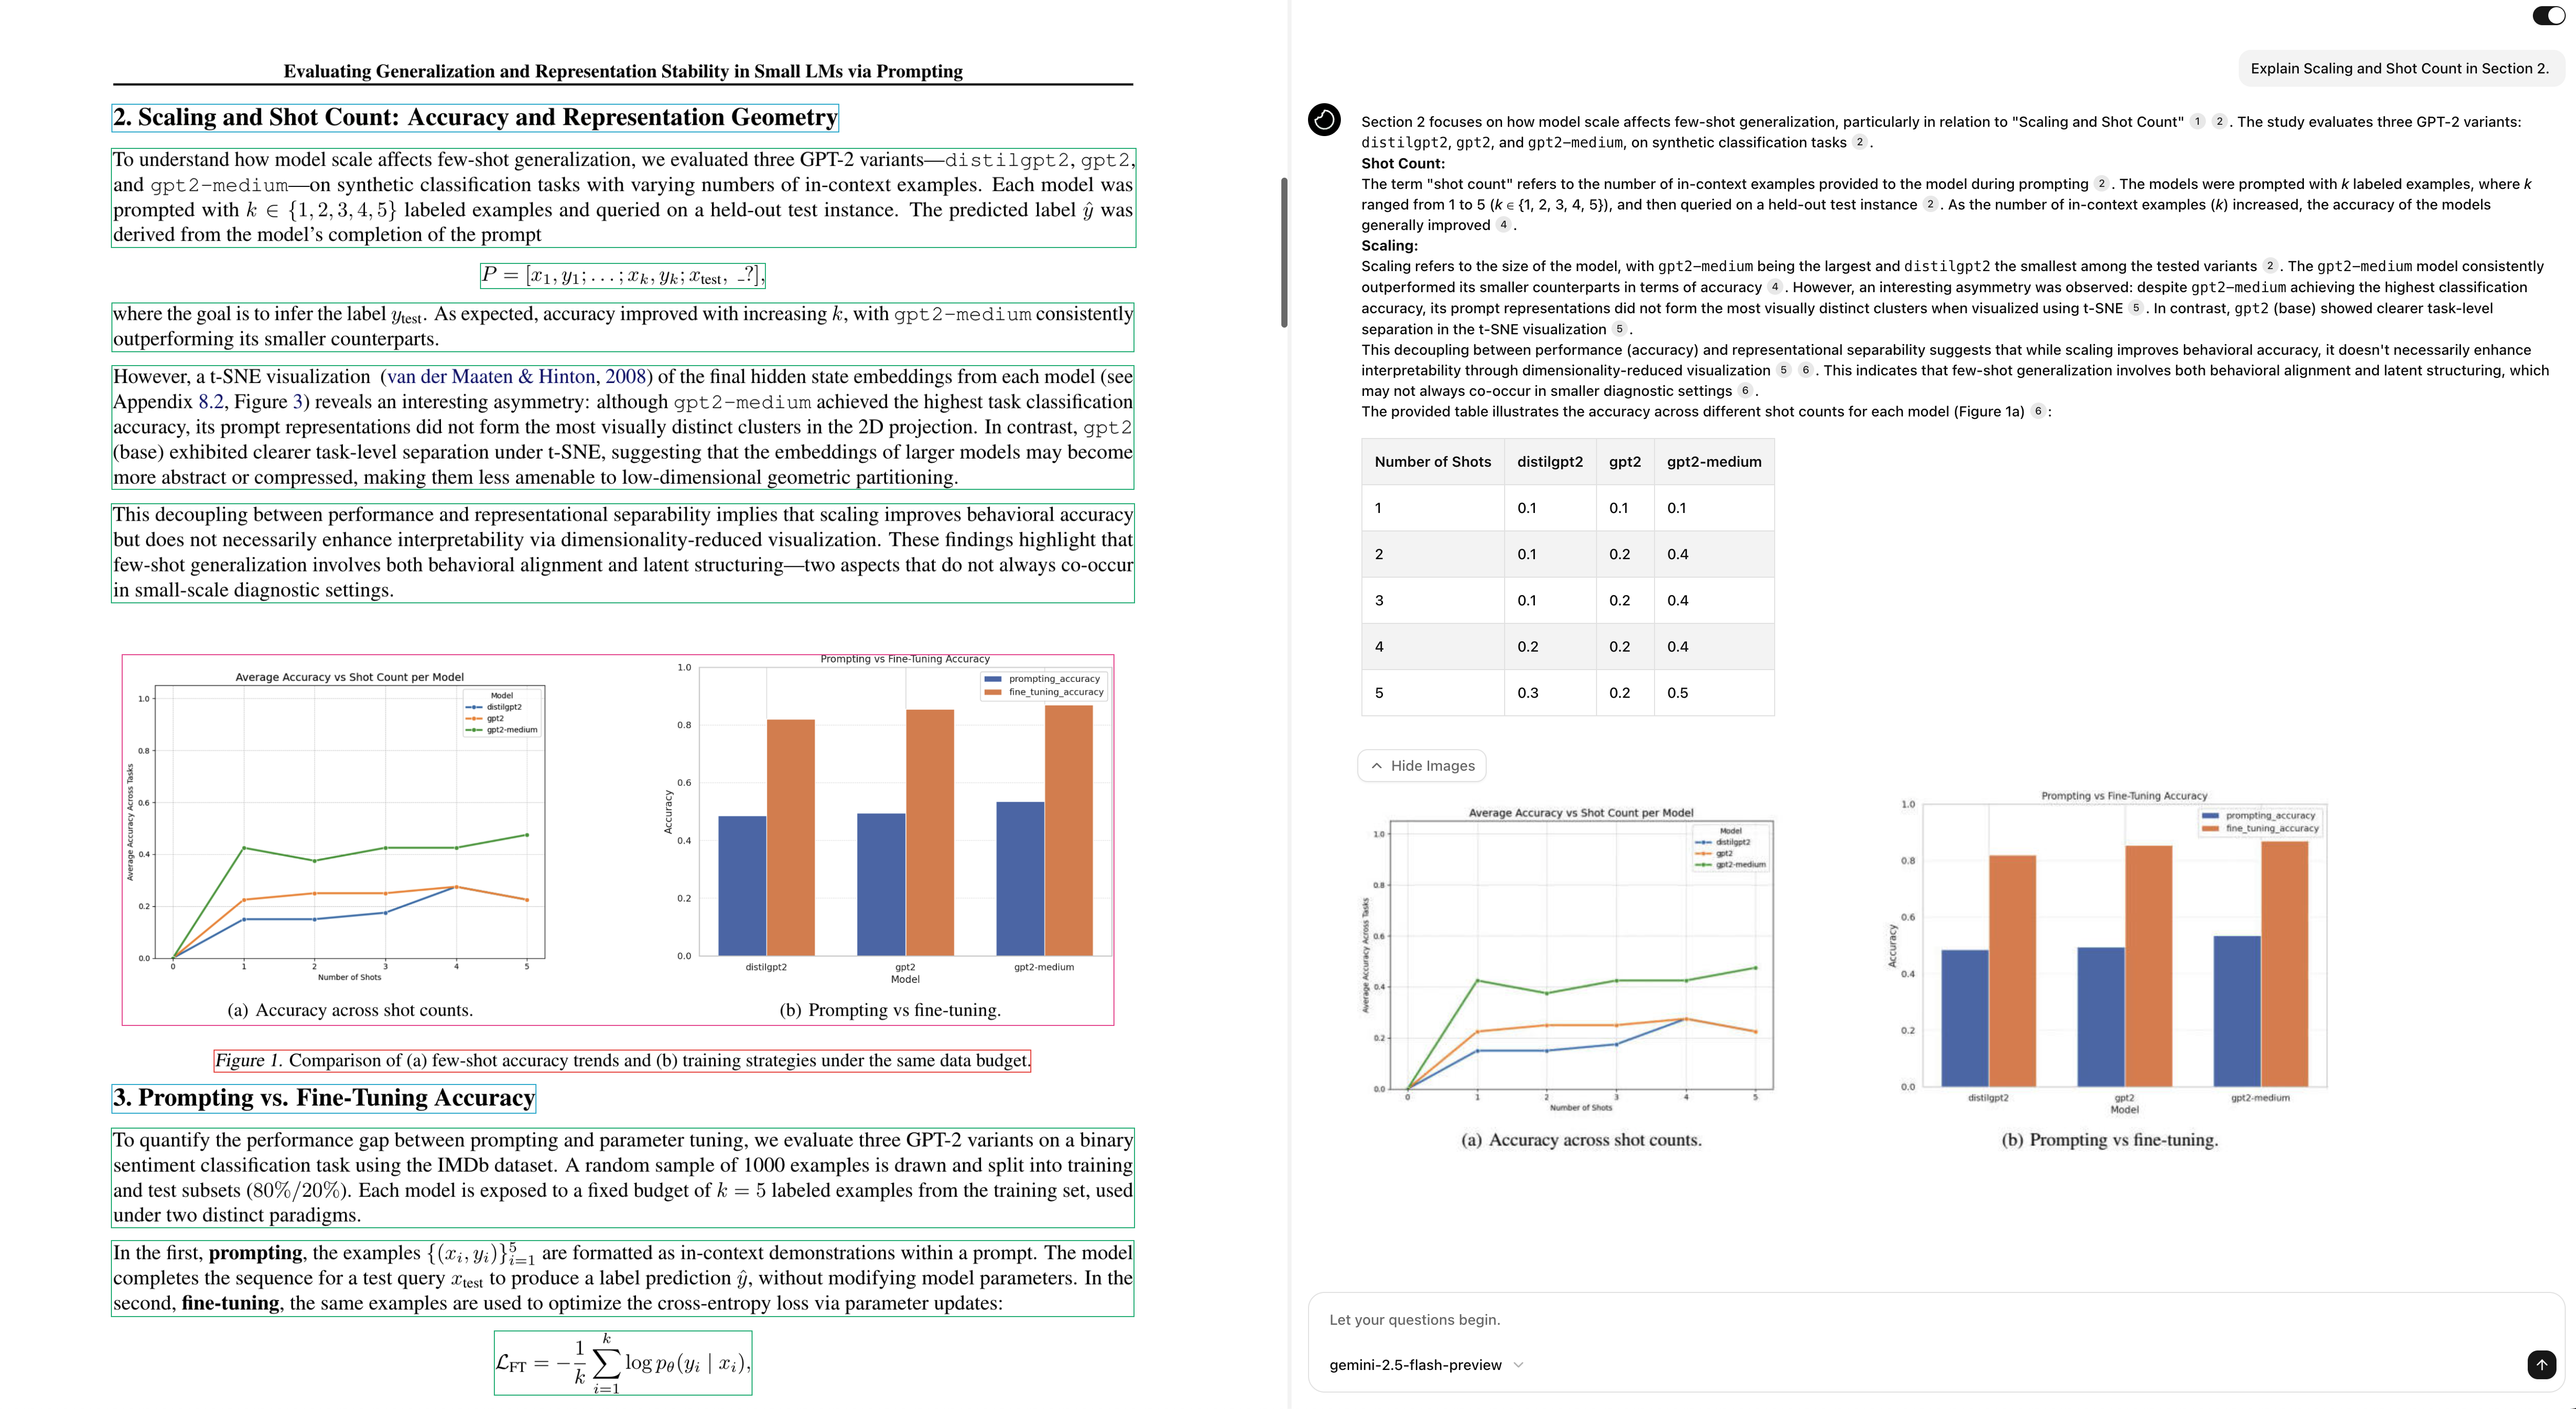 Evaluating Generalization and Representation Stability in Small LMs via Prompting
2. Scaling and Shot Count: Accuracy and Representation Geometry
To understand how model scale affects few-shot generalization, we evaluated three GPT-2 variants—distilgpt2, gpt2,
and gpt2-medium—on synthetic classification tasks with varying numbers of in-context examples. Each model was
prompted with k ∈ {1, 2, 3, 4, 5} labeled examples and queried on a held-out test instance. The predicted label ŷ was
derived from the model's completion of the prompt
P = [x₁, y₁; . . . ; xₖ, yₖ; x_test, _?],
where the goal is to infer the label y_test. As expected, accuracy improved with increasing k, with gpt2-medium consistently
outperforming its smaller counterparts.
However, a t-SNE visualization (van der Maaten & Hinton, 2008) of the final hidden state embeddings from each model (see
Appendix 8.2, Figure 3) reveals an interesting asymmetry: although gpt2-medium achieved the highest task classification
accuracy, its prompt representations did not form the most visually distinct clusters in the 2D projection. In contrast, gpt2
(base) exhibited clearer task-level separation under t-SNE, suggesting that the embeddings of larger models may become
more abstract or compressed, making them less amenable to low-dimensional geometric partitioning.
This decoupling between performance and representational separability implies that scaling improves behavioral accuracy
but does not necessarily enhance interpretability via dimensionality-reduced visualization. These findings highlight that
few-shot generalization involves both behavioral alignment and latent structuring—two aspects that do not always co-occur
in small-scale diagnostic settings.
Average Accuracy vs Shot Count per Model
Model
distilgpt2
gpt2
gpt2-medium
Average Accuracy Across Tasks
1.0
0.8
0.6
0.4
0.2
0.0
0 1 2 3 4 5
Number of Shots
(a) Accuracy across shot counts.
Prompting vs Fine-Tuning Accuracy
prompting_accuracy
fine_tuning_accuracy
Accuracy
1.0
0.8
0.6
0.4
0.2
0.0
distilgpt2 gpt2 gpt2-medium
Model
(b) Prompting vs fine-tuning.
Figure 1. Comparison of (a) few-shot accuracy trends and (b) training strategies under the same data budget.
3. Prompting vs. Fine-Tuning Accuracy
To quantify the performance gap between prompting and parameter tuning, we evaluate three GPT-2 variants on a binary
sentiment classification task using the IMDb dataset. A random sample of 1000 examples is drawn and split into training
and test subsets (80%/20%). Each model is exposed to a fixed budget of k = 5 labeled examples from the training set, used
under two distinct paradigms.
In the first, prompting, the examples {(xᵢ, yᵢ)}⁵ᵢ₌₁ are formatted as in-context demonstrations within a prompt. The model
completes the sequence for a test query x_test to produce a label prediction ŷ, without modifying model parameters. In the
second, fine-tuning, the same examples are used to optimize the cross-entropy loss via parameter updates:
ℒ_FT = −1/k ∑ᵢ₌₁ᵏ log p_θ(yᵢ | xᵢ),
Explain Scaling and Shot Count in Section 2.
Section 2 focuses on how model scale affects few-shot generalization, particularly in relation to "Scaling and Shot Count" 1 2 . The study evaluates three GPT-2 variants:
distilgpt2, gpt2, and gpt2-medium, on synthetic classification tasks 2 .
Shot Count:
The term "shot count" refers to the number of in-context examples provided to the model during prompting 2 . The models were prompted with k labeled examples, where k
ranged from 1 to 5 (k ∈ {1, 2, 3, 4, 5}), and then queried on a held-out test instance 2 . As the number of in-context examples (k) increased, the accuracy of the models
generally improved 4 .
Scaling:
Scaling refers to the size of the model, with gpt2-medium being the largest and distilgpt2 the smallest among the tested variants 2 . The gpt2-medium model consistently
outperformed its smaller counterparts in terms of accuracy 4 . However, an interesting asymmetry was observed: despite gpt2-medium achieving the highest classification
accuracy, its prompt representations did not form the most visually distinct clusters when visualized using t-SNE 5 . In contrast, gpt2 (base) showed clearer task-level
separation in the t-SNE visualization 5 .
This decoupling between performance (accuracy) and representational separability suggests that while scaling improves behavioral accuracy, it doesn't necessarily enhance
interpretability through dimensionality-reduced visualization 5 6 . This indicates that few-shot generalization involves both behavioral alignment and latent structuring, which
may not always co-occur in smaller diagnostic settings 6 .
The provided table illustrates the accuracy across different shot counts for each model (Figure 1a) 6 :
Number of Shots distilgpt2 gpt2 gpt2-medium
1 0.1 0.1 0.1
2 0.1 0.2 0.4
3 0.1 0.2 0.4
4 0.2 0.2 0.4
5 0.3 0.2 0.5
Hide Images
Average Accuracy vs Shot Count per Model
Model
distilgpt2
gpt2
gpt2-medium
Average Accuracy Across Tasks
1.0
0.8
0.6
0.4
0.2
0.0
0 1 2 3 4 5
Number of Shots
(a) Accuracy across shot counts.
Prompting vs Fine-Tuning Accuracy
prompting_accuracy
fine_tuning_accuracy
Accuracy
1.0
0.8
0.6
0.4
0.2
0.0
distilgpt2 gpt2 gpt2-medium
Model
(b) Prompting vs fine-tuning.
Let your questions begin.
gemini-2.5-flash-preview